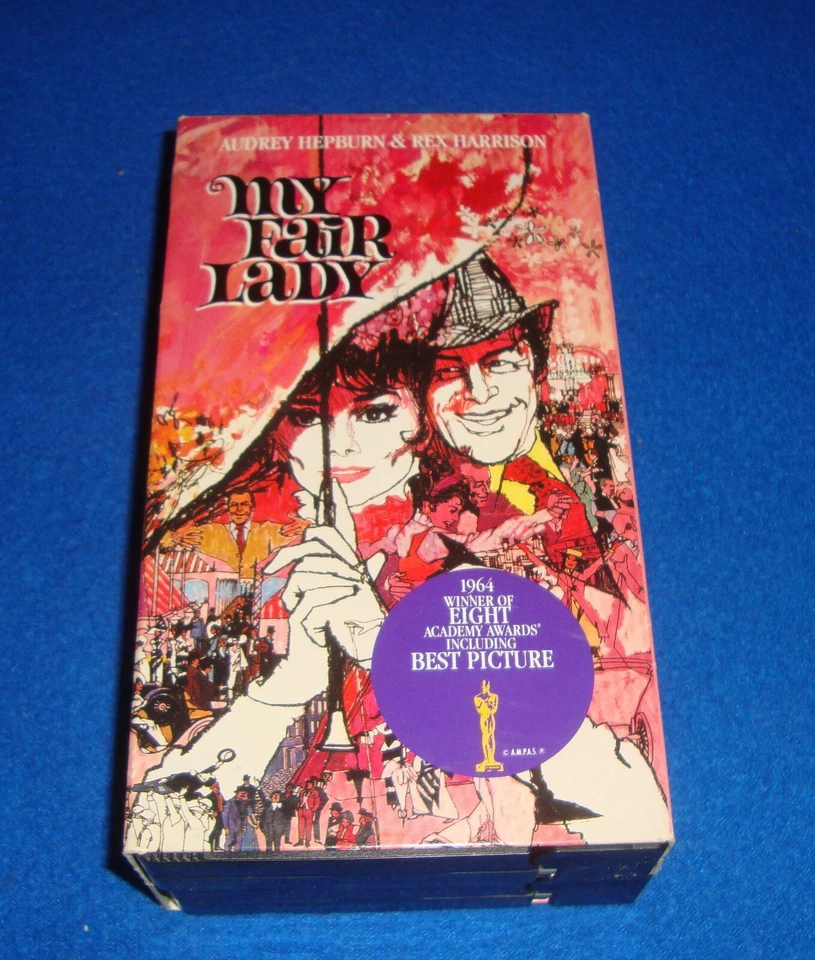 AUDREY HEPBURN & REX HARRISON
MY
FAIR
LADY
1964
WINNER OF
EIGHT
ACADEMY AWARDS®
INCLUDING
BEST PICTURE
© A.M.P.A.S. ®